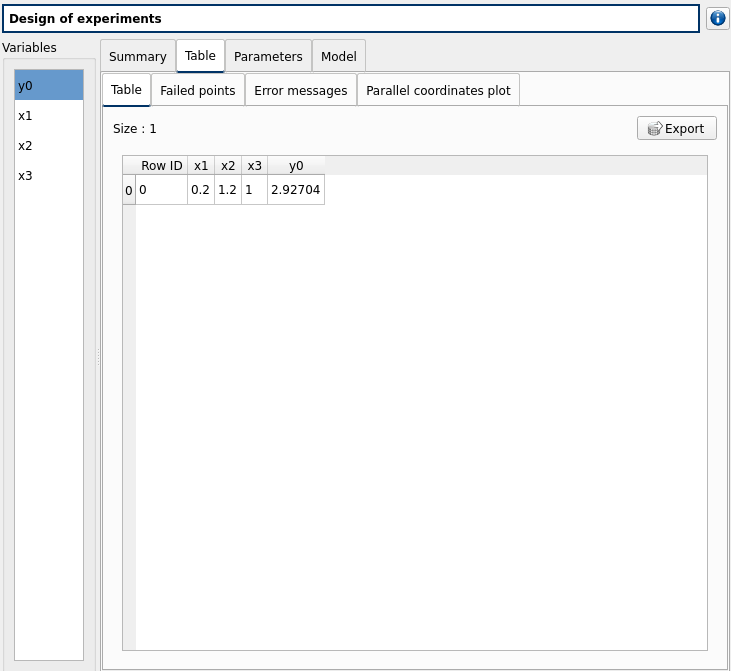 Design of experiments
Variables
y0
x1
x2
x3
Summary Table Parameters Model
Table Failed points Error messages Parallel coordinates plot
Size : 1
Export
Row ID x1 x2 x3 y0
0 0 0.2 1.2 1 2.92704